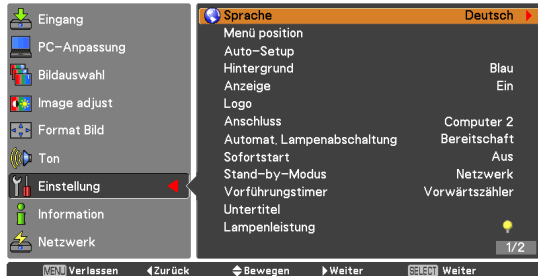 Eingang
PC-Anpassung
Bildauswahl
Image adjust
Format Bild
Ton
Einstellung
Information
Netzwerk
Sprache Deutsch
Menü position
Auto-Setup
Hintergrund Blau
Anzeige Ein
Logo
Anschluss Computer 2
Automat. Lampenabschaltung Bereitschaft
Sofortstart Aus
Stand-by-Modus Netzwerk
Vorführungstimer Vorwärtszähler
Untertitel
Lampenleistung
1/2
MENU Verlassen Zurück Bewegen Weiter SELECT Weiter